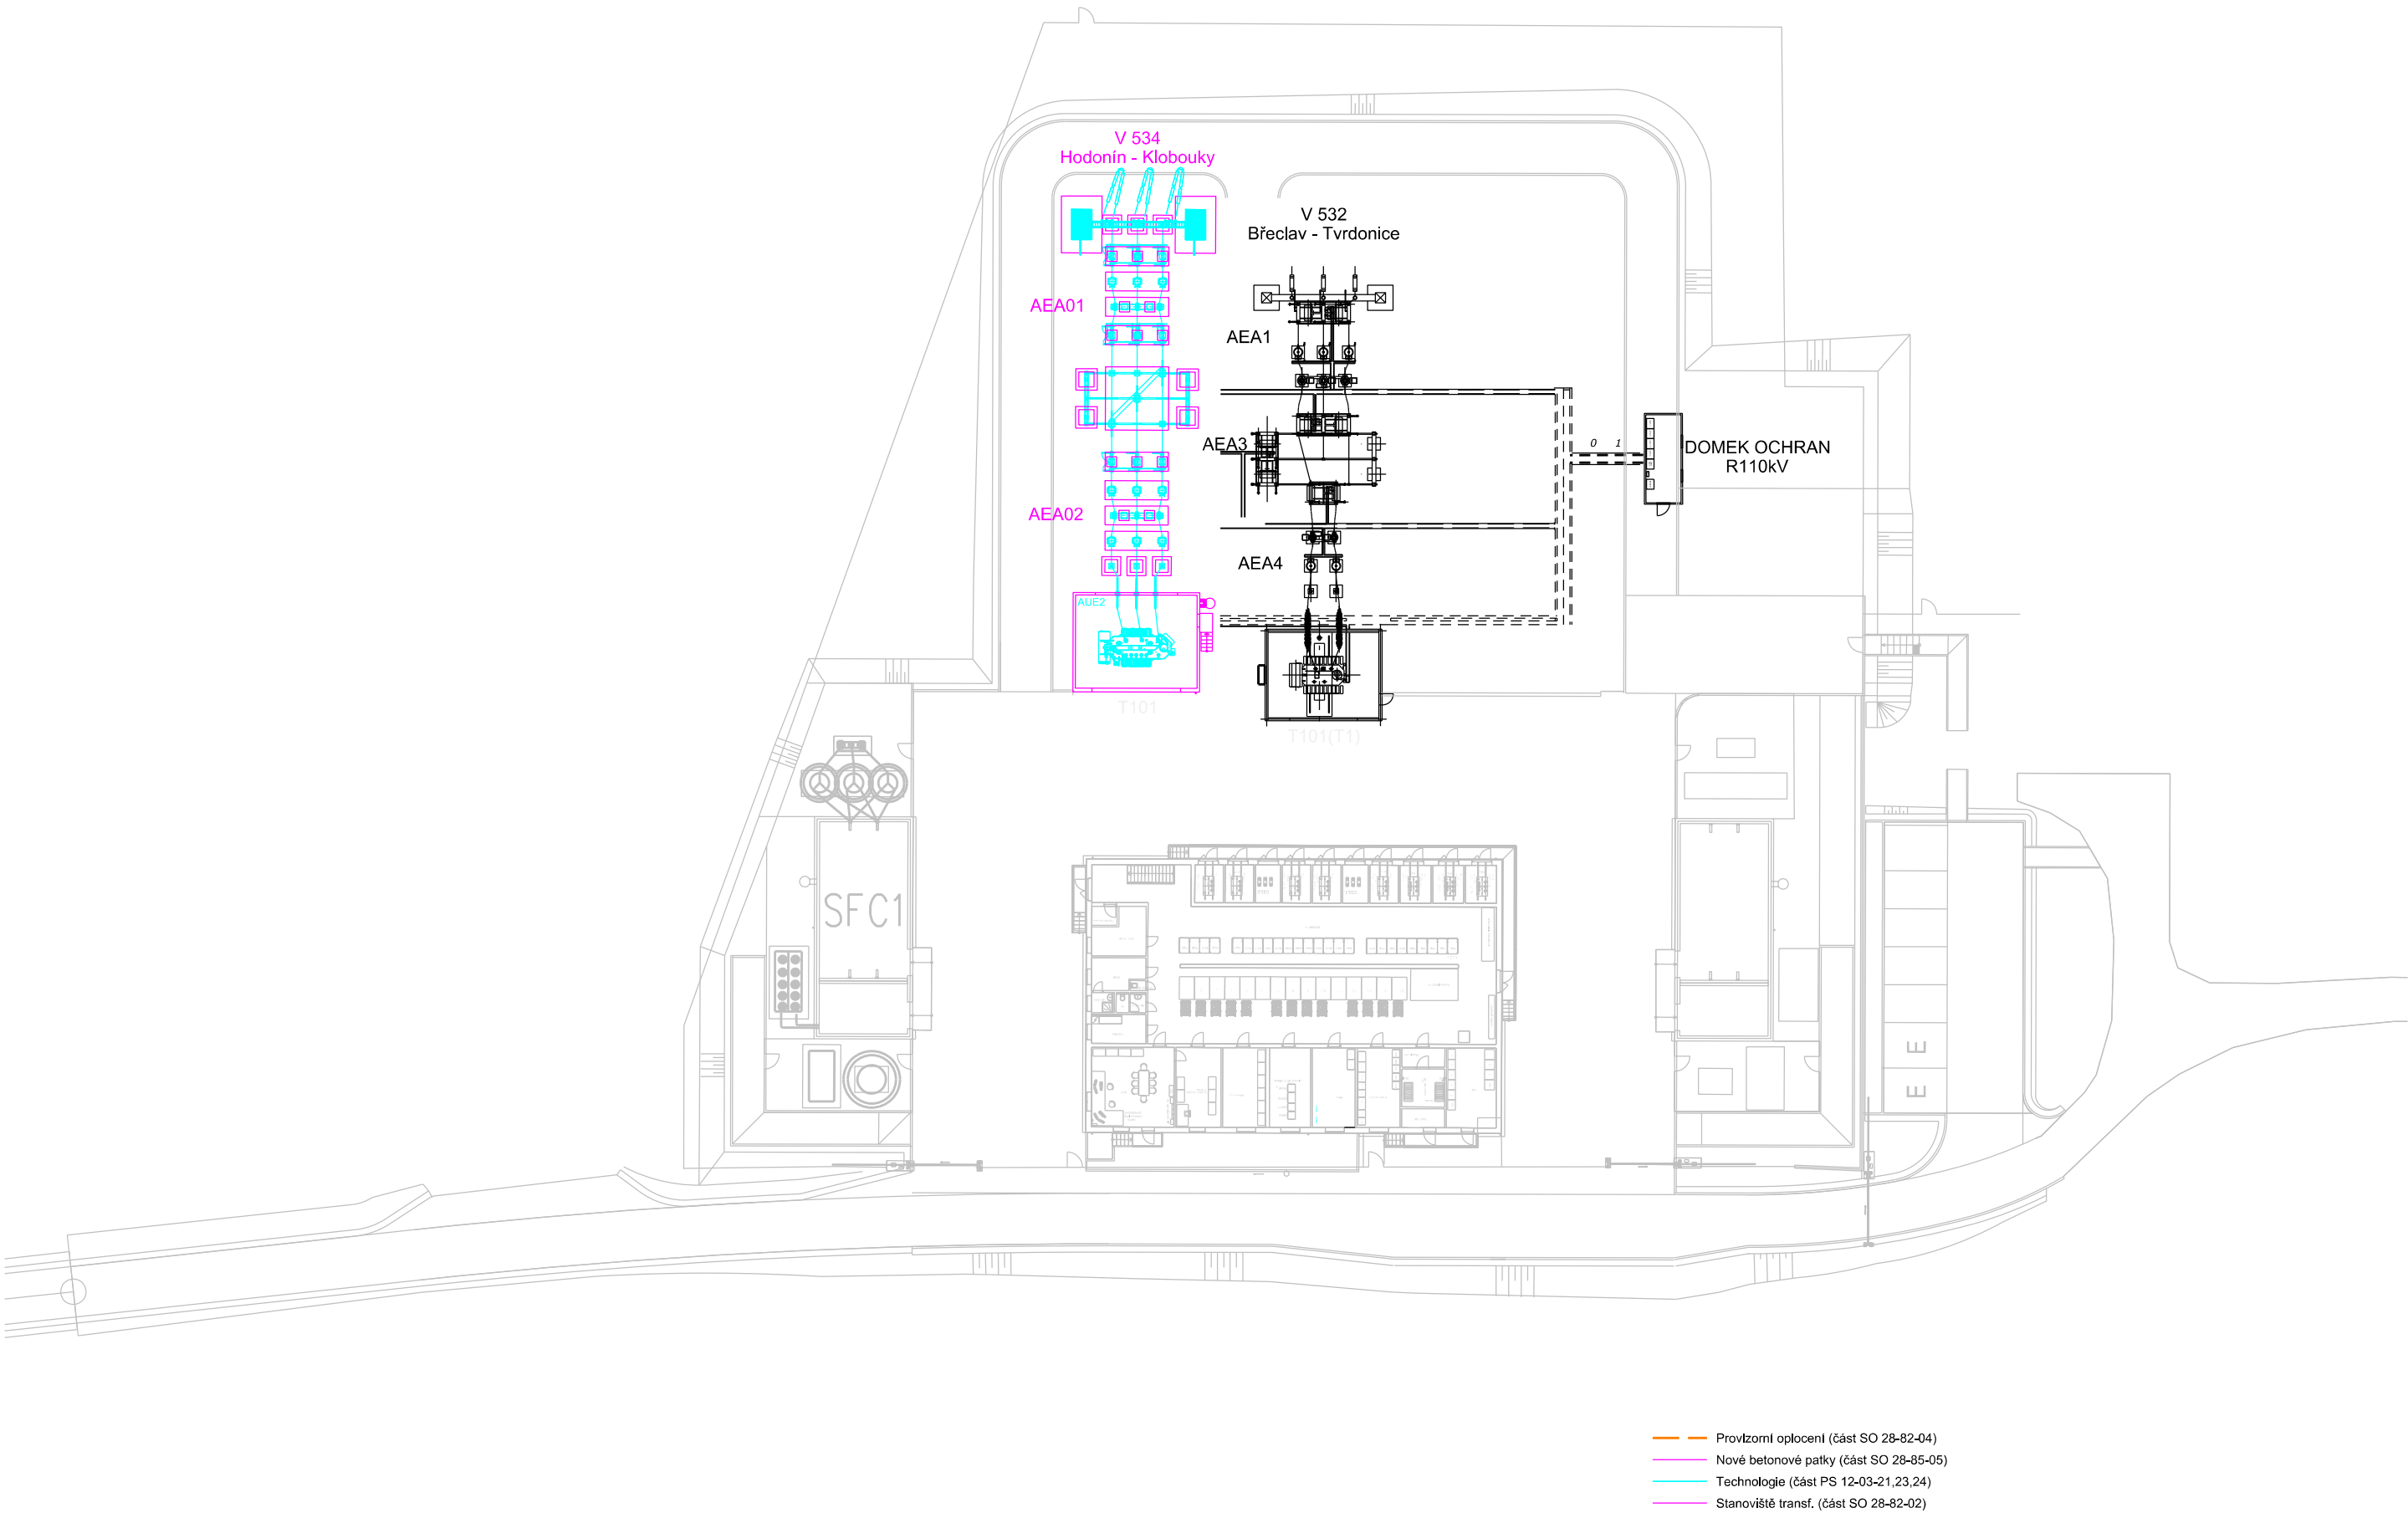 V 534
Hodonín - Klobouky
V 532
Břeclav - Tvrdonice
AEA01
AEA1
AEA3
0 1
DOMEK OCHRAN
R110kV
AEA02
AEA4
AUE2
T101
T101(T1)
SFC1
E
E
Provizorní oplocení (část SO 28-82-04)
Nové betonové patky (část SO 28-85-05)
Technologie (část PS 12-03-21,23,24)
Stanoviště transf. (část SO 28-82-02)